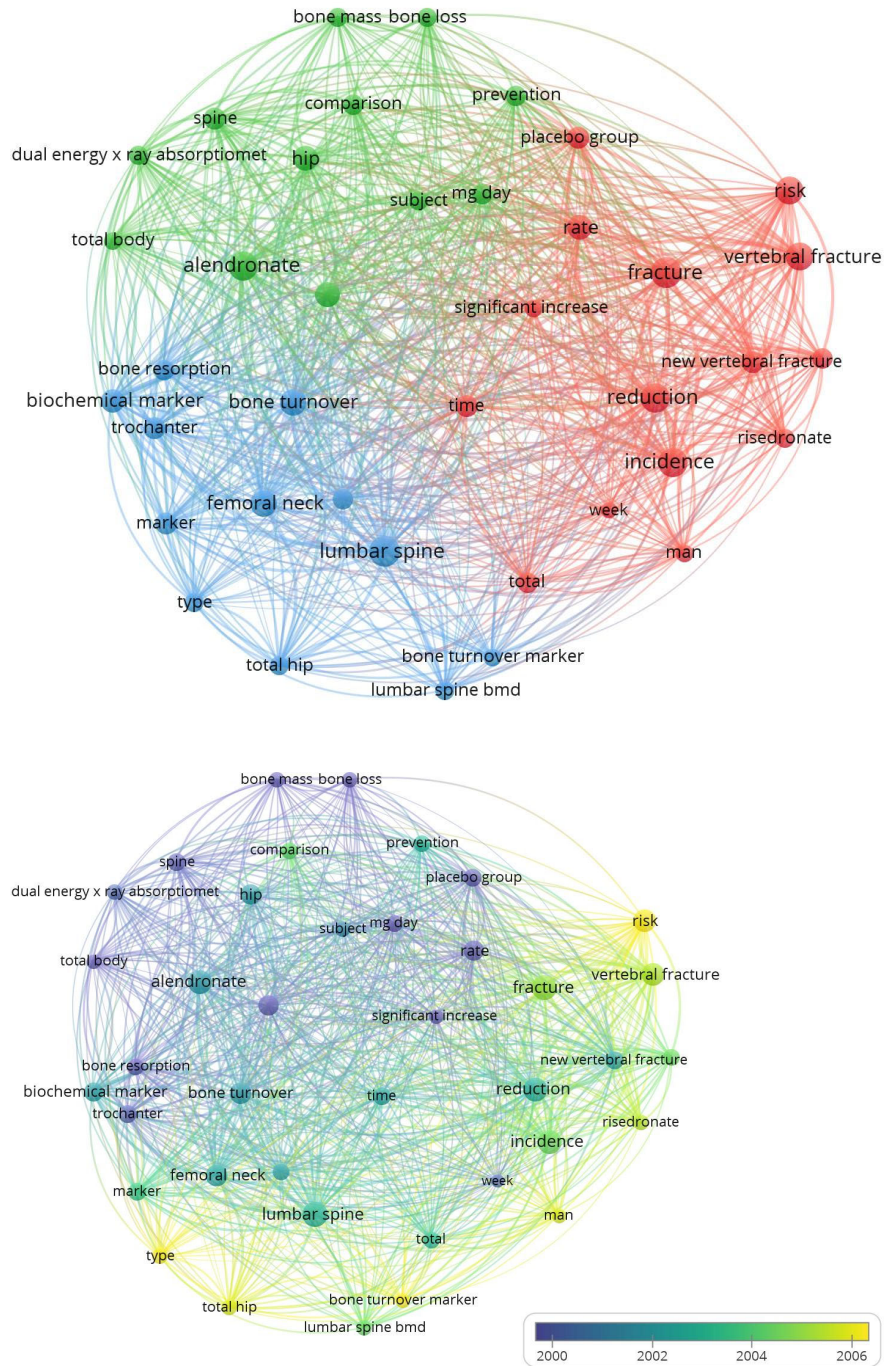 bone mass bone loss
prevention
comparison
spine
placebo group
dual energy x ray absorptiomet
hip
risk
subject
mg day
rate
total body
vertebral fracture
alendronate
fracture
significant increase
new vertebral fracture
bone resorption
reduction
biochemical marker
bone turnover
time
trochanter
risedronate
incidence
femoral neck
week
marker
lumbar spine
man
total
type
bone turnover marker
total hip
lumbar spine bmd
bone mass bone loss
prevention
comparison
spine
placebo group
dual energy x ray absorptiomet
hip
risk
mg day
subject
rate
total body
vertebral fracture
alendronate
fracture
significant increase
new vertebral fracture
bone resorption
reduction
biochemical marker
bone turnover
time
trochanter
risedronate
incidence
femoral neck
week
marker
lumbar spine
man
total
type
bone turnover marker
total hip
lumbar spine bmd
2000 2002 2004 2006